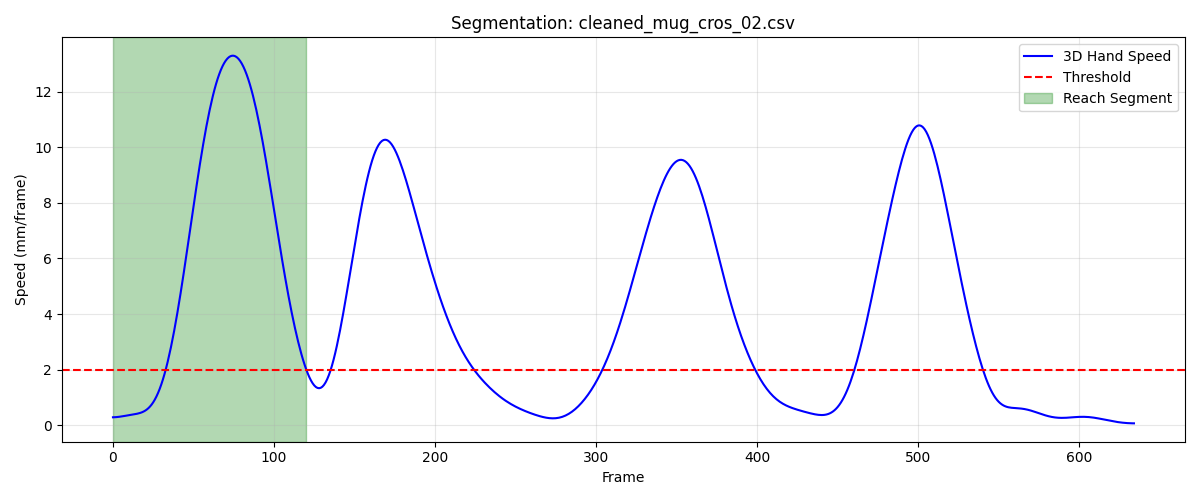 Segmentation: cleaned_mug_cros_02.csv
3D Hand Speed
Threshold
Reach Segment
Speed (mm/frame)
12
10
8
6
4
2
0
0 100 200 300 400 500 600
Frame